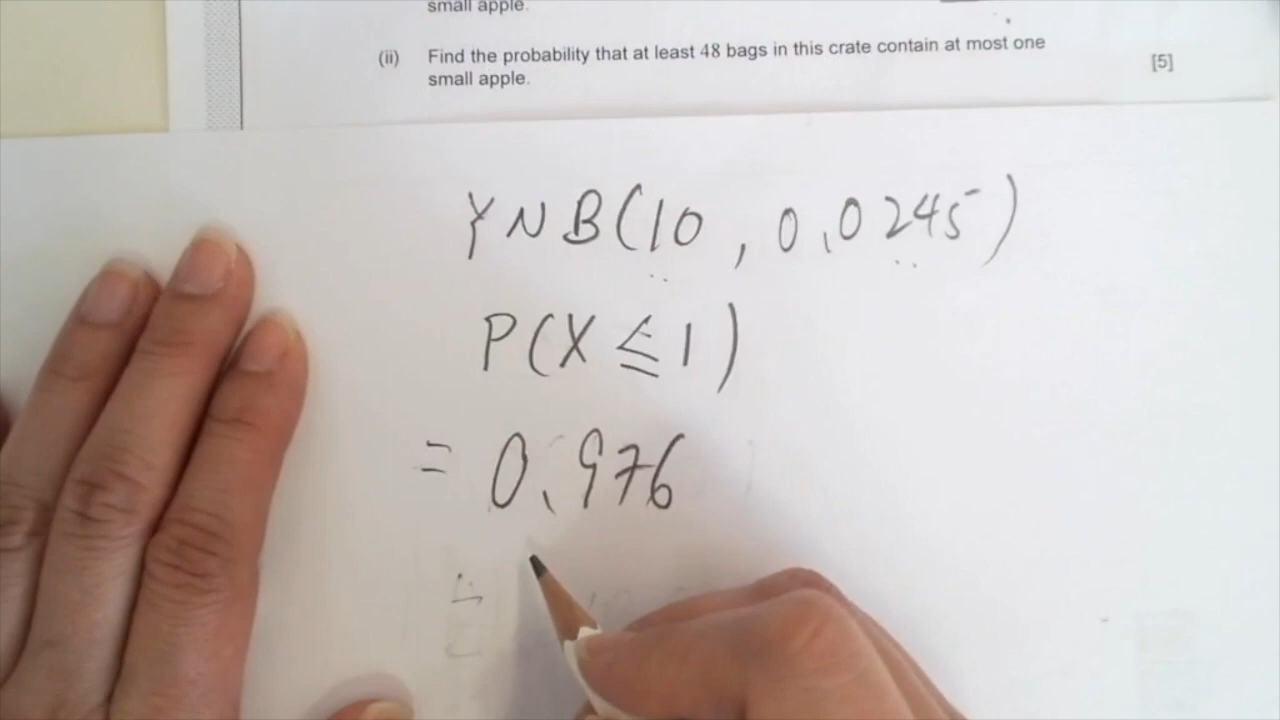 small apple.
(ii) Find the probability that at least 48 bags in this crate contain at most one
small apple.
[5]
Y~B(10, 0.0245)
P(X ≤ 1)
= 0.976